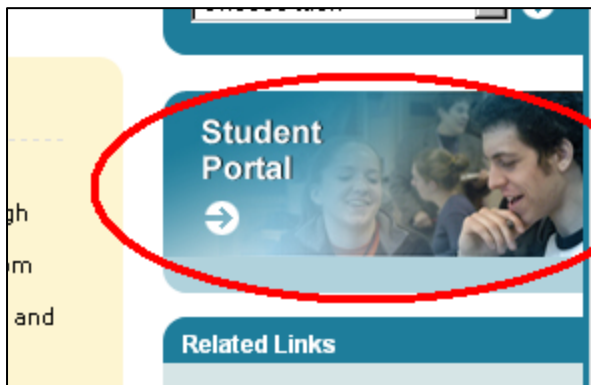 Student
Portal
gh
om
and
Related Links